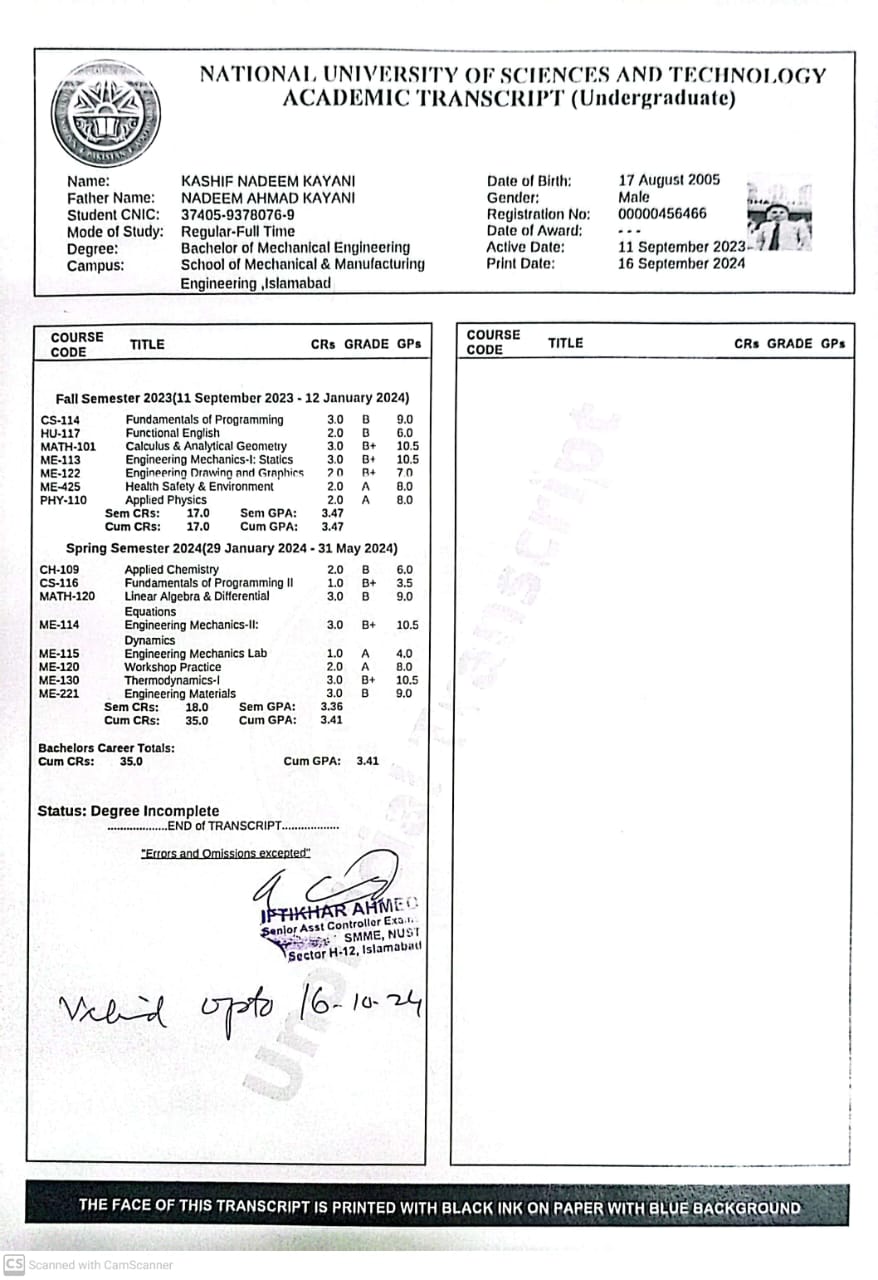 NATIONAL UNIVERSITY OF SCIENCES AND TECHNOLOGY
ACADEMIC TRANSCRIPT (Undergraduate)
Name: KASHIF NADEEM KAYANI
Father Name: NADEEM AHMAD KAYANI
Student CNIC: 37405-9378076-9
Mode of Study: Regular-Full Time
Degree: Bachelor of Mechanical Engineering
Campus: School of Mechanical & Manufacturing
Engineering ,Islamabad
Date of Birth: 17 August 2005
Gender: Male
Registration No: 00000456466
Date of Award: - - -
Active Date: 11 September 2023
Print Date: 16 September 2024
COURSE CODE TITLE CRs GRADE GPs
Fall Semester 2023(11 September 2023 - 12 January 2024)
CS-114 Fundamentals of Programming 3.0 B 9.0
HU-117 Functional English 2.0 B 6.0
MATH-101 Calculus & Analytical Geometry 3.0 B+ 10.5
ME-113 Engineering Mechanics-I: Statics 3.0 B+ 10.5
ME-122 Engineering Drawing and Graphics 2.0 B+ 7.0
ME-425 Health Safety & Environment 2.0 A 8.0
PHY-110 Applied Physics 2.0 A 8.0
Sem CRs: 17.0 Sem GPA: 3.47
Cum CRs: 17.0 Cum GPA: 3.47
Spring Semester 2024(29 January 2024 - 31 May 2024)
CH-109 Applied Chemistry 2.0 B 6.0
CS-116 Fundamentals of Programming II 1.0 B+ 3.5
MATH-120 Linear Algebra & Differential 3.0 B 9.0
Equations
ME-114 Engineering Mechanics-II: 3.0 B+ 10.5
Dynamics
ME-115 Engineering Mechanics Lab 1.0 A 4.0
ME-120 Workshop Practice 2.0 A 8.0
ME-130 Thermodynamics-I 3.0 B+ 10.5
ME-221 Engineering Materials 3.0 B 9.0
Sem CRs: 18.0 Sem GPA: 3.36
Cum CRs: 35.0 Cum GPA: 3.41
Bachelors Career Totals:
Cum CRs: 35.0 Cum GPA: 3.41
Status: Degree Incomplete
....................END of TRANSCRIPT..................
"Errors and Omissions excepted"
IFTIKHAR AHMED
Senior Asst Controller Exa
SMME, NUST
Sector H-12, Islamabad
Valid upto 16-10-24
COURSE CODE TITLE CRs GRADE GPs
Unofficial Transcript
THE FACE OF THIS TRANSCRIPT IS PRINTED WITH BLACK INK ON PAPER WITH BLUE BACKGROUND
CS Scanned with CamScanner